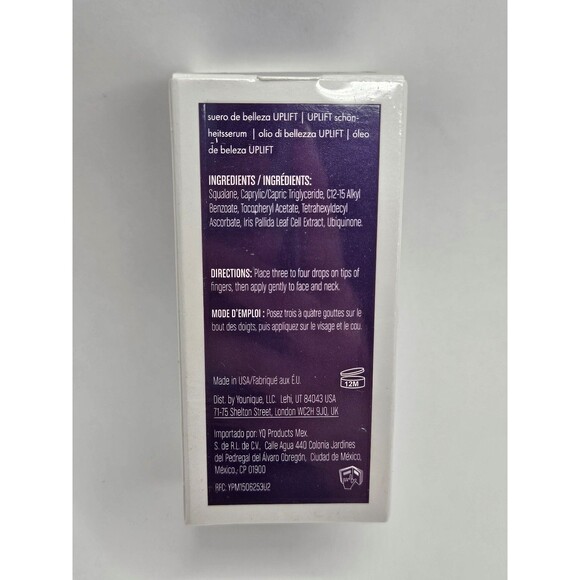 suero de belleza UPLIFT | UPLIFT schön-
heitsserum | olio di bellezza UPLIFT | óleo
de beleza UPLIFT
INGREDIENTS / INGRÉDIENTS:
Squalane, Caprylic/Capric Triglyceride, C12-15 Alkyl
Benzoate, Tocopheryl Acetate, Tetrahexyldecyl
Ascorbate, Iris Pallida Leaf Cell Extract, Ubiquinone.
DIRECTIONS: Place three to four drops on tips of
fingers, then apply gently to face and neck.
MODE D'EMPLOI : Posez trois à quatre gouttes sur le
bout des doigts, puis appliquez sur le visage et le cou.
Made in USA/Fabriqué aux É.U.
12M
Dist. by Younique, LLC. Lehi, UT 84043 USA
71-75 Shelton Street, London WC2H 9JQ, UK
Importado por: YQ Products Mex.
S. de R.L. de C.V., Calle Agua 440 Colonia Jardines
del Pedregal del Álvaro Obregón, Ciudad de México,
México, CP 01900
RFC: YPM1506253U2